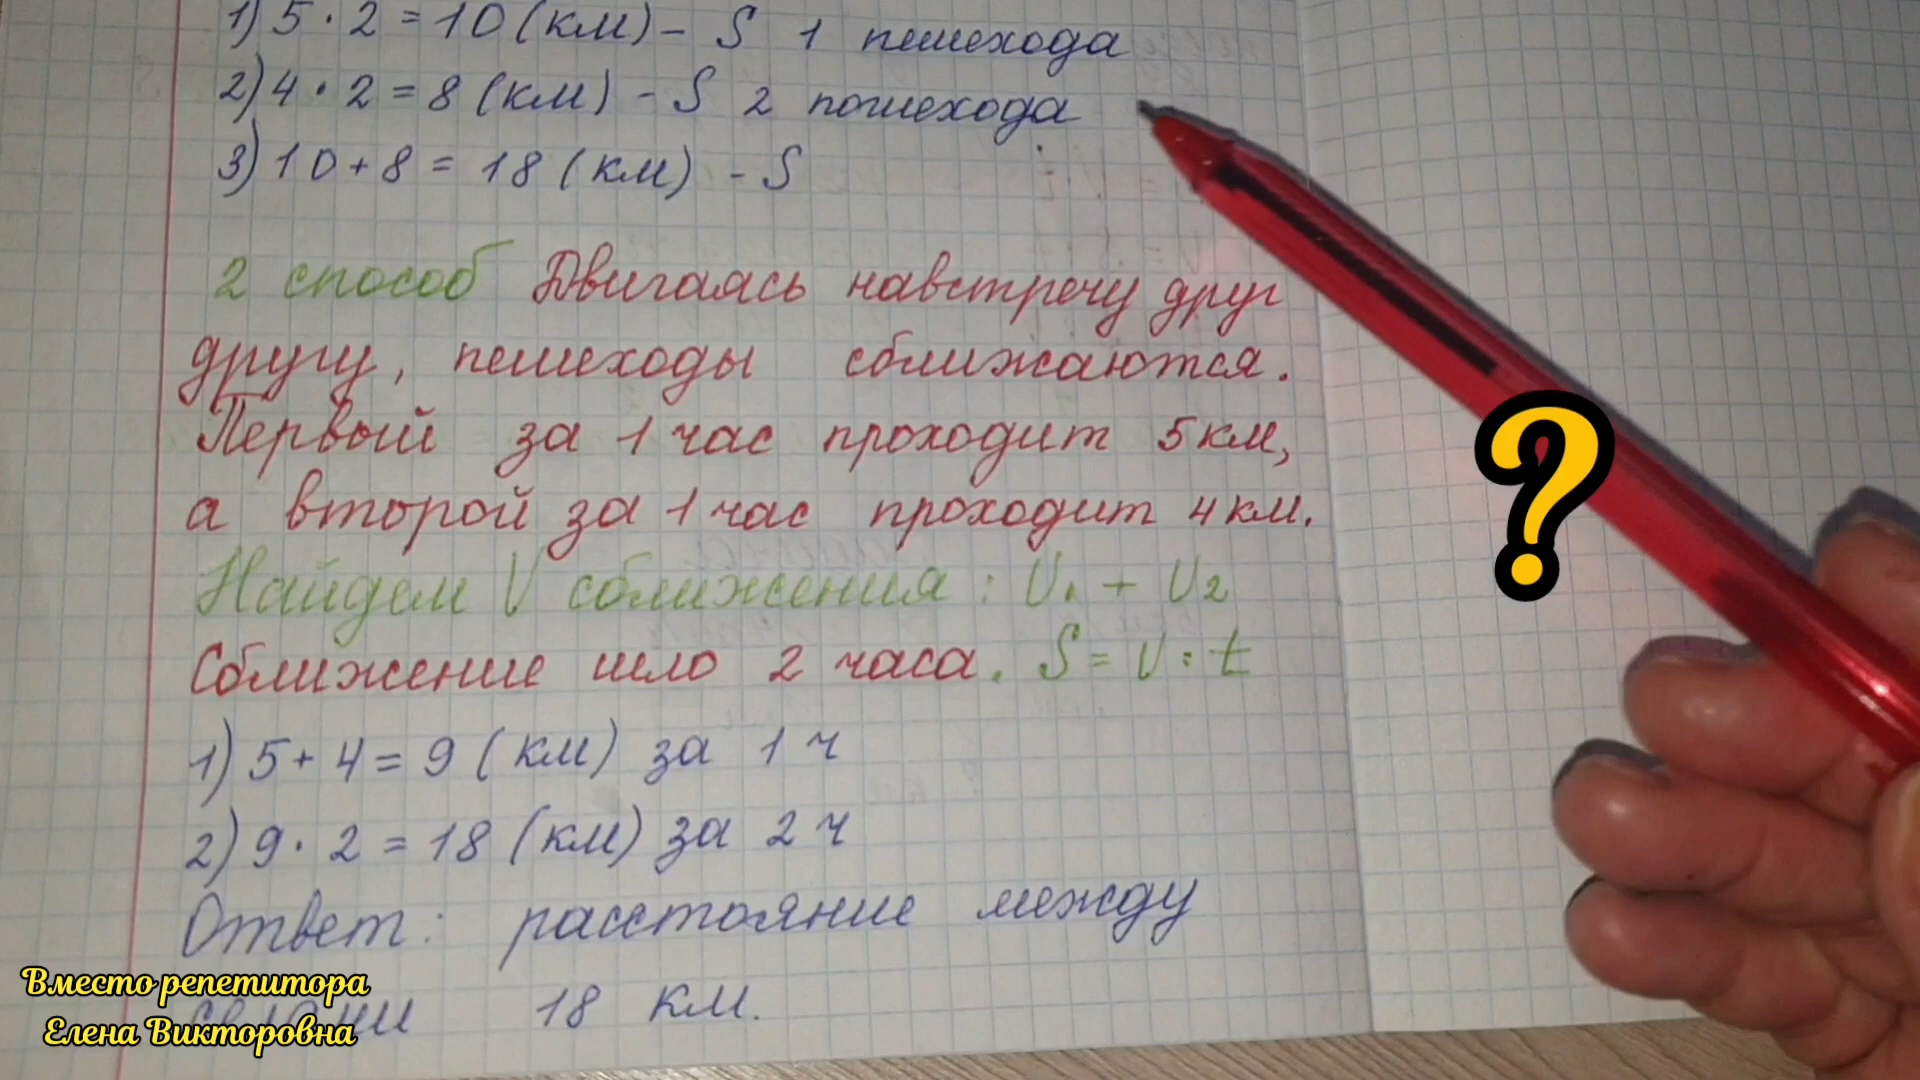 1) 5 · 2 = 10 (км) - S 1 пешехода
2) 4 · 2 = 8 (км) - S 2 пешехода
3) 10 + 8 = 18 (км) - S
2 способ Двигаясь навстречу друг
другу, пешеходы сближаются.
Первый за 1 час проходит 5 км,
а второй за 1 час проходит 4 км.
Найдем V сближения: V1 + V2
Сближение шло 2 часа. S = V : t
1) 5 + 4 = 9 (км) за 1 ч
2) 9 · 2 = 18 (км) за 2 ч
Ответ: расстояние между
18 км.
?
Вместо репетитора
Елена Викторовна